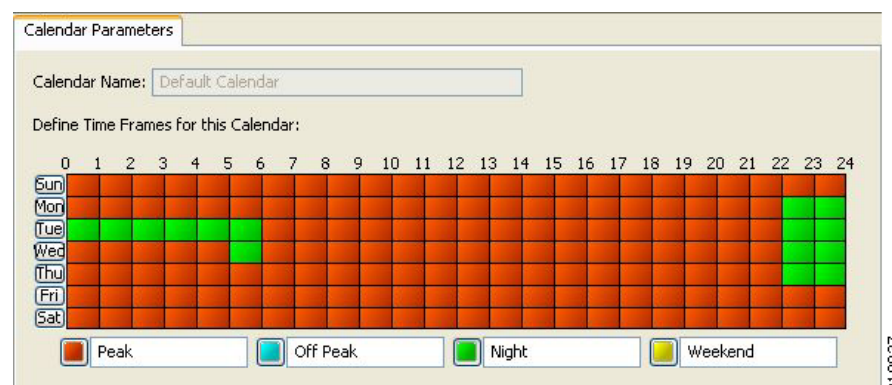 Calendar Parameters
Calendar Name: Default Calendar
Define Time Frames for this Calendar:
0 1 2 3 4 5 6 7 8 9 10 11 12 13 14 15 16 17 18 19 20 21 22 23 24
Sun
Mon
Tue
Wed
Thu
Fri
Sat
Peak Off Peak Night Weekend